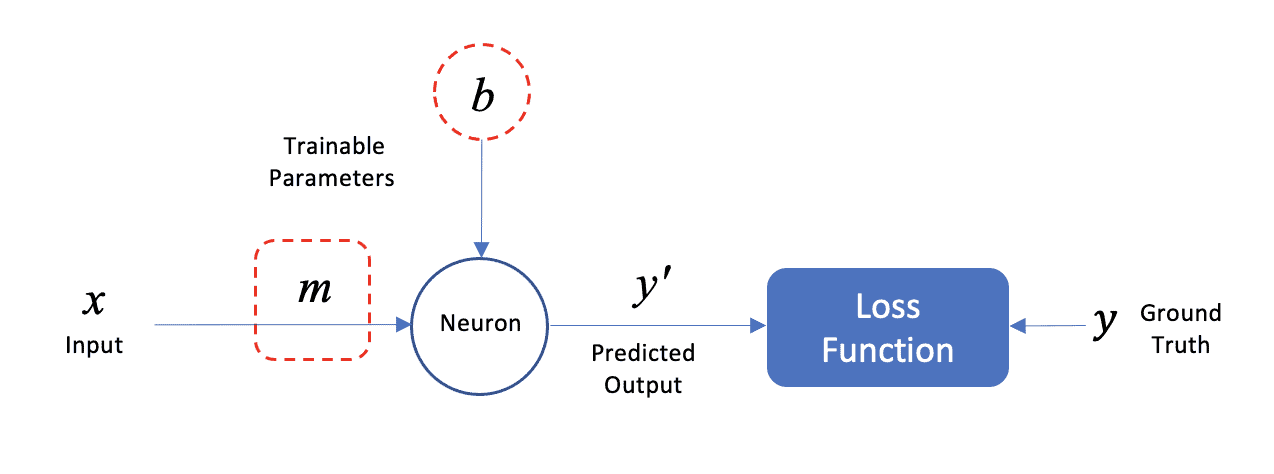 b
Trainable
Parameters
m
x
Input
Neuron
y′
Predicted
Output
Loss
Function
y
Ground
Truth